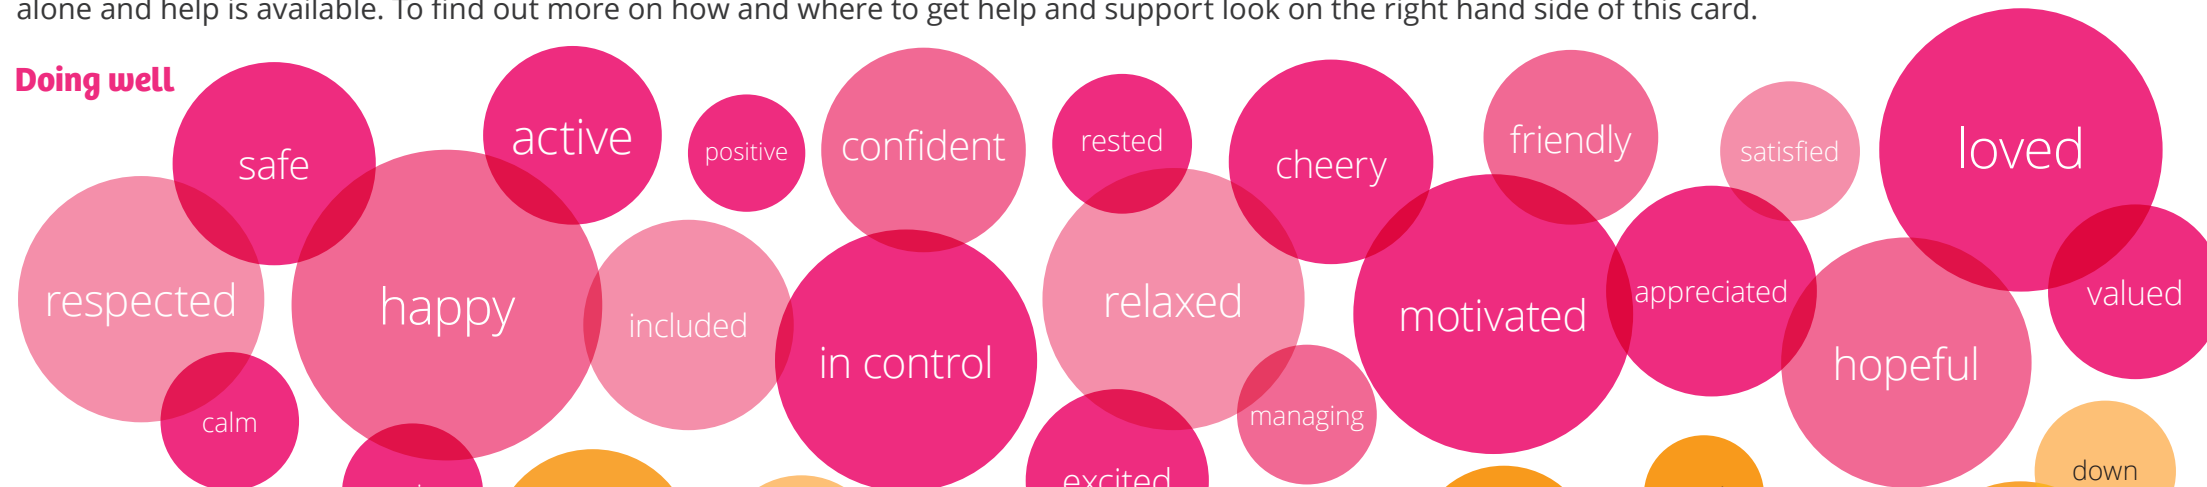 alone and help is available. To find out more on how and where to get help and support look on the right hand side of this card.
Doing well
safe
active
positive
confident
rested
cheery
friendly
satisfied
loved
respected
happy
included
in control
relaxed
motivated
appreciated
hopeful
valued
calm
managing
excited
down